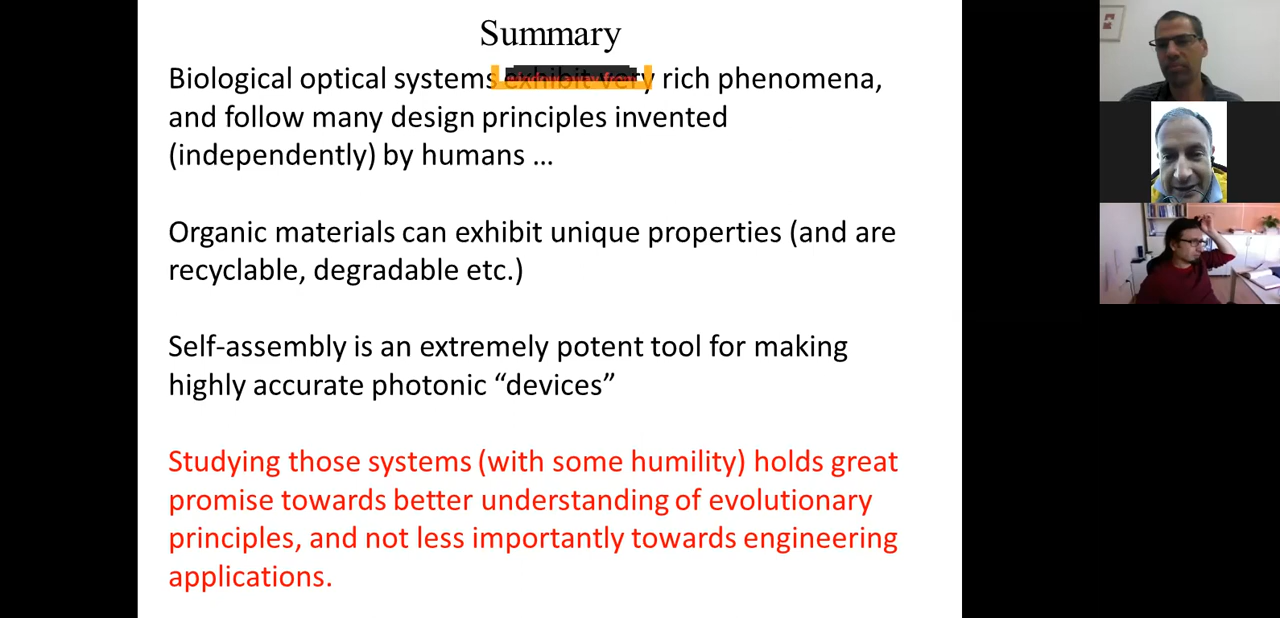 Summary
Biological optical systems exhibit very rich phenomena,
and follow many design principles invented
(independently) by humans …
Organic materials can exhibit unique properties (and are
recyclable, degradable etc.)
Self-assembly is an extremely potent tool for making
highly accurate photonic “devices”
Studying those systems (with some humility) holds great
promise towards better understanding of evolutionary
principles, and not less importantly towards engineering
applications.